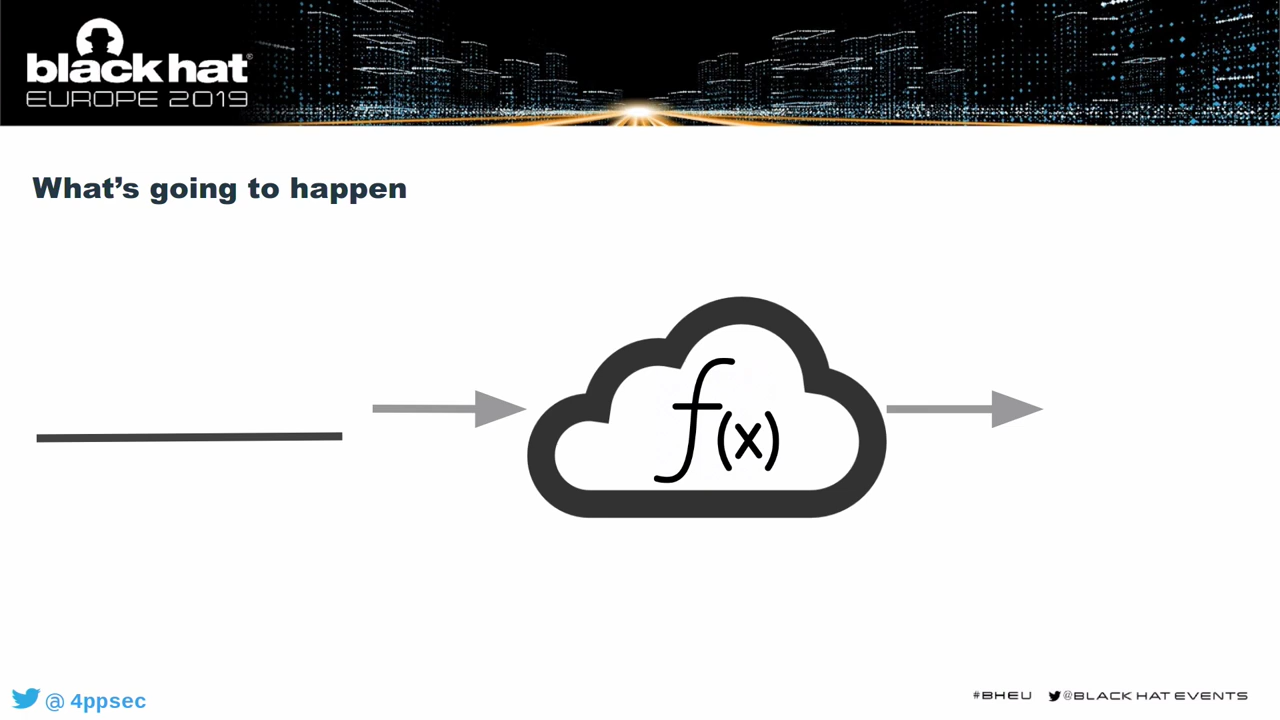 black hat®
EUROPE 2019
What's going to happen
f(x)
@ 4ppsec
#BHEU @BLACK HAT EVENTS